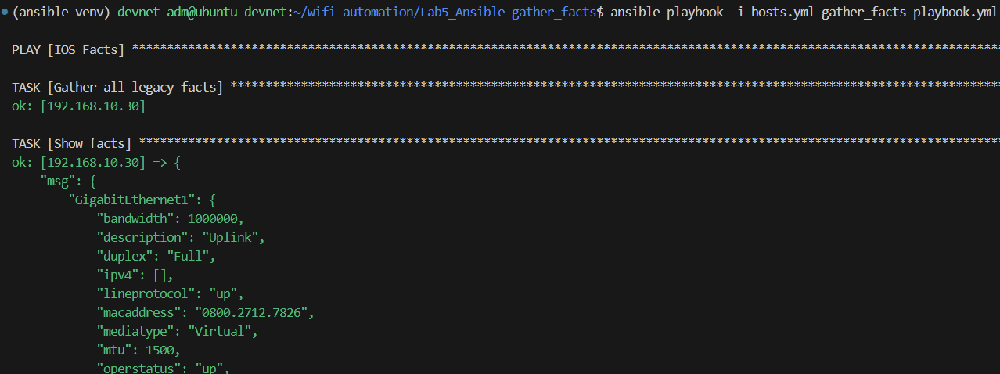 (ansible-venv) devnet-adm@ubuntu-devnet:~/wifi-automation/Lab5_Ansible-gather_facts$ ansible-playbook -i hosts.yml gather_facts-playbook.yml
PLAY [IOS Facts] ****************************************************************************************************************************
TASK [Gather all legacy facts] **************************************************************************************************************
ok: [192.168.10.30]
TASK [Show facts] ***************************************************************************************************************************
ok: [192.168.10.30] => {
    "msg": {
        "GigabitEthernet1": {
            "bandwidth": 1000000,
            "description": "Uplink",
            "duplex": "Full",
            "ipv4": [],
            "lineprotocol": "up",
            "macaddress": "0800.2712.7826",
            "mediatype": "Virtual",
            "mtu": 1500,
            "operstatus": "up",